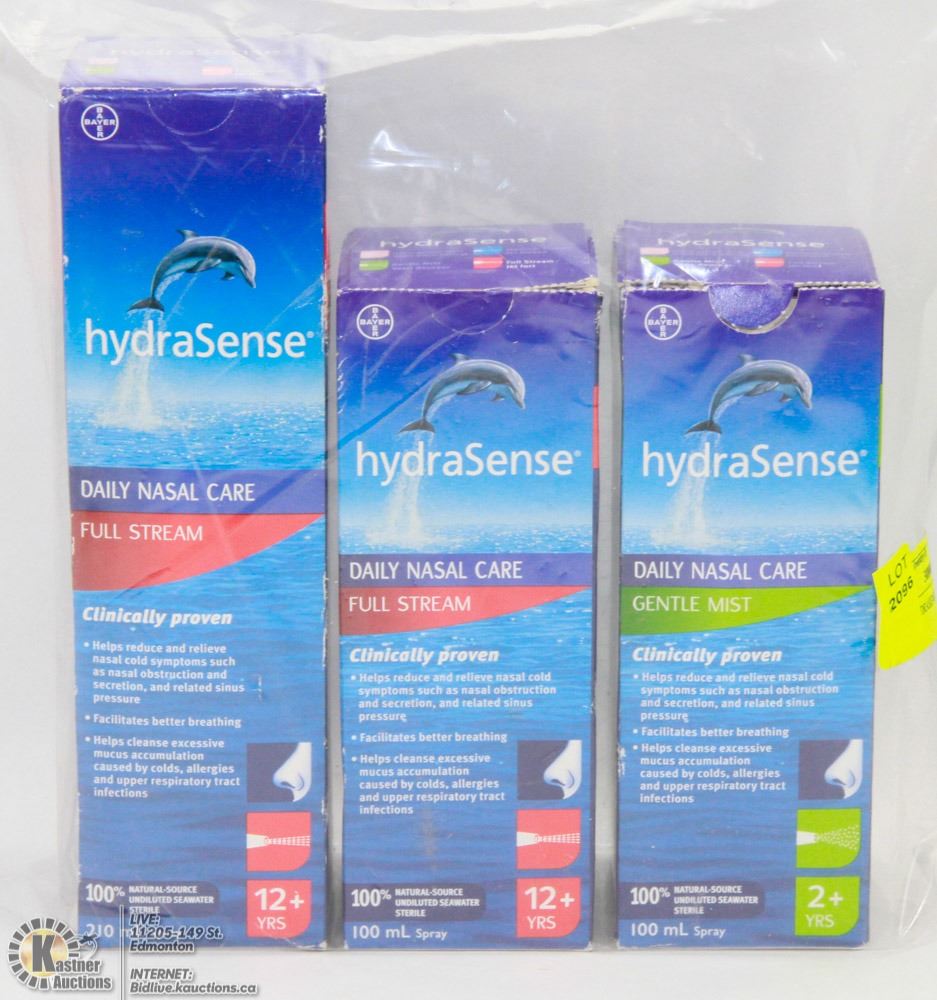 hydraSense
BAYER
BAYER
hydraSense®
DAILY NASAL CARE
FULL STREAM
Clinically proven
• Helps reduce and relieve
nasal cold symptoms such
as nasal obstruction and
secretion, and related sinus
pressure
• Facilitates better breathing
• Helps cleanse excessive
mucus accumulation
caused by colds, allergies
and upper respiratory tract
infections
100% NATURAL-SOURCE
UNDILUTED SEAWATER
STERILE
12+
YRS
210 m
hydraSense
Full Stream
Jet fort
BAYER
BAYER
hydraSense®
DAILY NASAL CARE
FULL STREAM
Clinically proven
• Helps reduce and relieve nasal cold
symptoms such as nasal obstruction
and secretion, and related sinus
pressure
• Facilitates better breathing
• Helps cleanse excessive
mucus accumulation
caused by colds, allergies
and upper respiratory tract
infections
100% NATURAL-SOURCE
UNDILUTED SEAWATER
STERILE
12+
YRS
100 mL Spray
hydraSense
BAYER
BAYER
hydraSense®
DAILY NASAL CARE
GENTLE MIST
Clinically proven
• Helps reduce and relieve nasal cold
symptoms such as nasal obstruction
and secretion, and related sinus
pressure
• Facilitates better breathing
• Helps cleanse excessive
mucus accumulation
caused by colds, allergies
and upper respiratory tract
infections
100% NATURAL-SOURCE
UNDILUTED SEAWATER
STERILE
2+
YRS
100 mL Spray
LOT
2096
Kastner
Auctions
LIVE:
11205-149 St.
Edmonton
INTERNET:
Bidlive.kauctions.ca